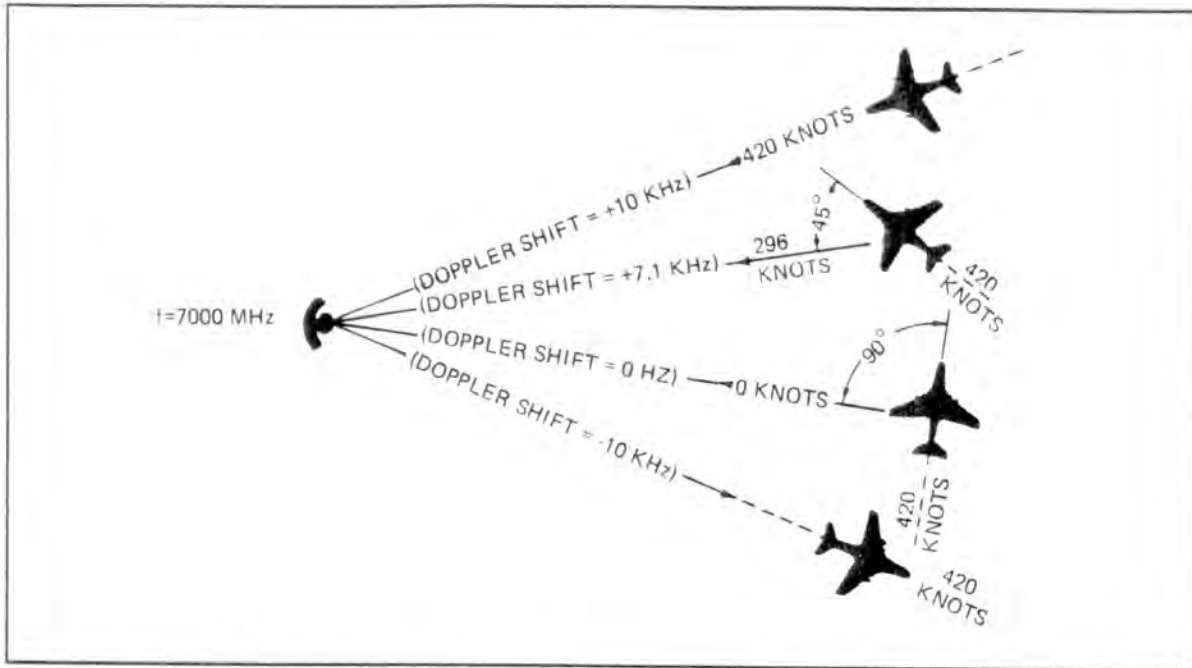 420 KNOTS
(DOPPLER SHIFT = +10 KHz)
45°
296
KNOTS
(DOPPLER SHIFT = +7.1 KHz)
420
KNOTS
f=7000 MHz
90°
(DOPPLER SHIFT = 0 HZ)
0 KNOTS
(DOPPLER SHIFT = -10 KHz)
420
KNOTS
420
KNOTS